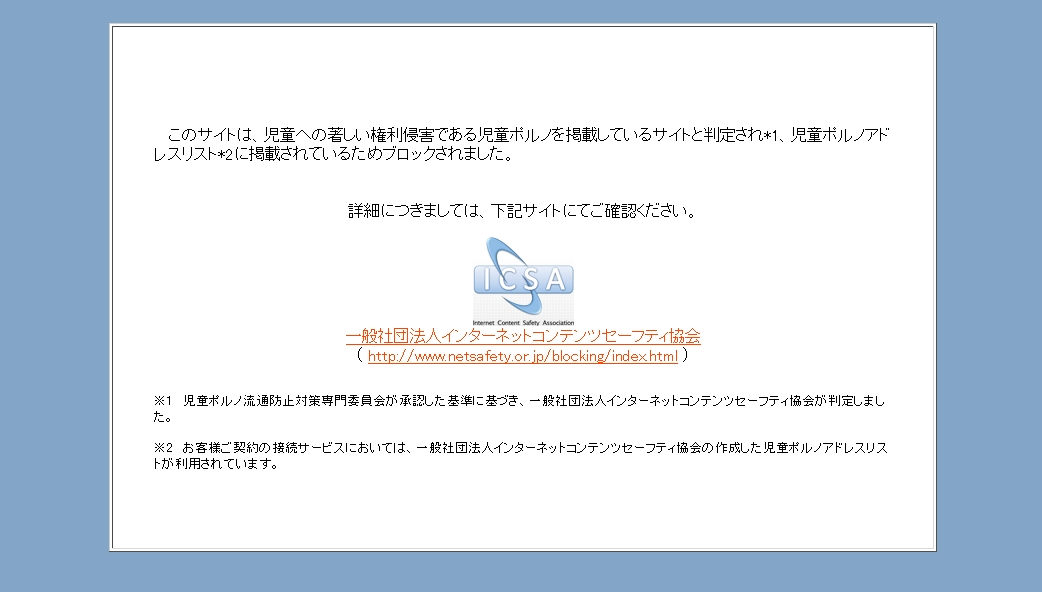 このサイトは、児童への著しい権利侵害である児童ポルノを掲載しているサイトと判定され*1、児童ポルノアド
レスリスト*2に掲載されているためブロックされました。
詳細につきましては、下記サイトにてご確認ください。
ICSA
Internet Content Safety Association
一般社団法人インターネットコンテンツセーフティ協会
( http://www.netsafety.or.jp/blocking/index.html )
※1 児童ポルノ流通防止対策専門委員会が承認した基準に基づき、一般社団法人インターネットコンテンツセーフティ協会が判定しまし
た。
※2 お客様ご契約の接続サービスにおいては、一般社団法人インターネットコンテンツセーフティ協会の作成した児童ポルノアドレスリス
トが利用されています。